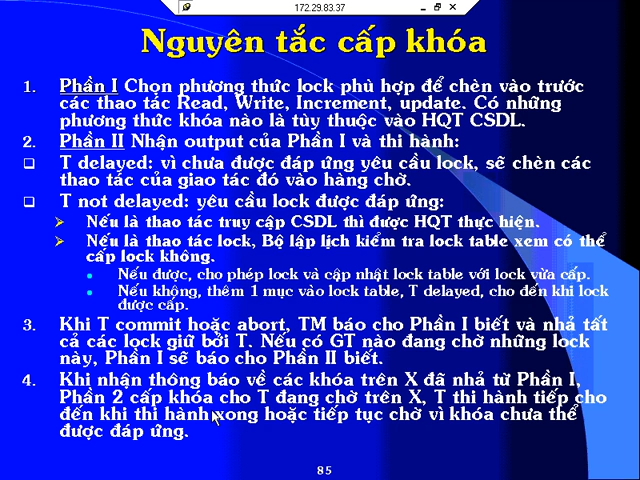 172.29.83.37
Nguyên tắc cấp khóa
1. Phần I Chọn phương thức lock phù hợp để chèn vào trước
các thao tác Read, Write, Increment, update. Có những
phương thức khóa nào là tùy thuộc vào HQT CSDL.
2. Phần II Nhận output của Phần I và thi hành:
T delayed: vì chưa được đáp ứng yêu cầu lock, sẽ chèn các
thao tác của giao tác đó vào hàng chờ.
T not delayed: yêu cầu lock được đáp ứng:
Nếu là thao tác truy cập CSDL thì được HQT thực hiện.
Nếu là thao tác lock, Bộ lập lịch kiểm tra lock table xem có thể
cấp lock không.
Nếu được, cho phép lock và cập nhật lock table với lock vừa cấp.
Nếu không, thêm 1 mục vào lock table, T delayed, cho đến khi lock
được cấp.
3. Khi T commit hoặc abort, TM báo cho Phần I biết và nhả tất
cả các lock giữ bởi T. Nếu có GT nào đang chờ những lock
này, Phần I sẽ báo cho Phần II biết.
4. Khi nhận thông báo về các khóa trên X đã nhả từ Phần I,
Phần 2 cấp khóa cho T đang chờ trên X, T thi hành tiếp cho
đến khi thi hành xong hoặc tiếp tục chờ vì khóa chưa thể
được đáp ứng.
85